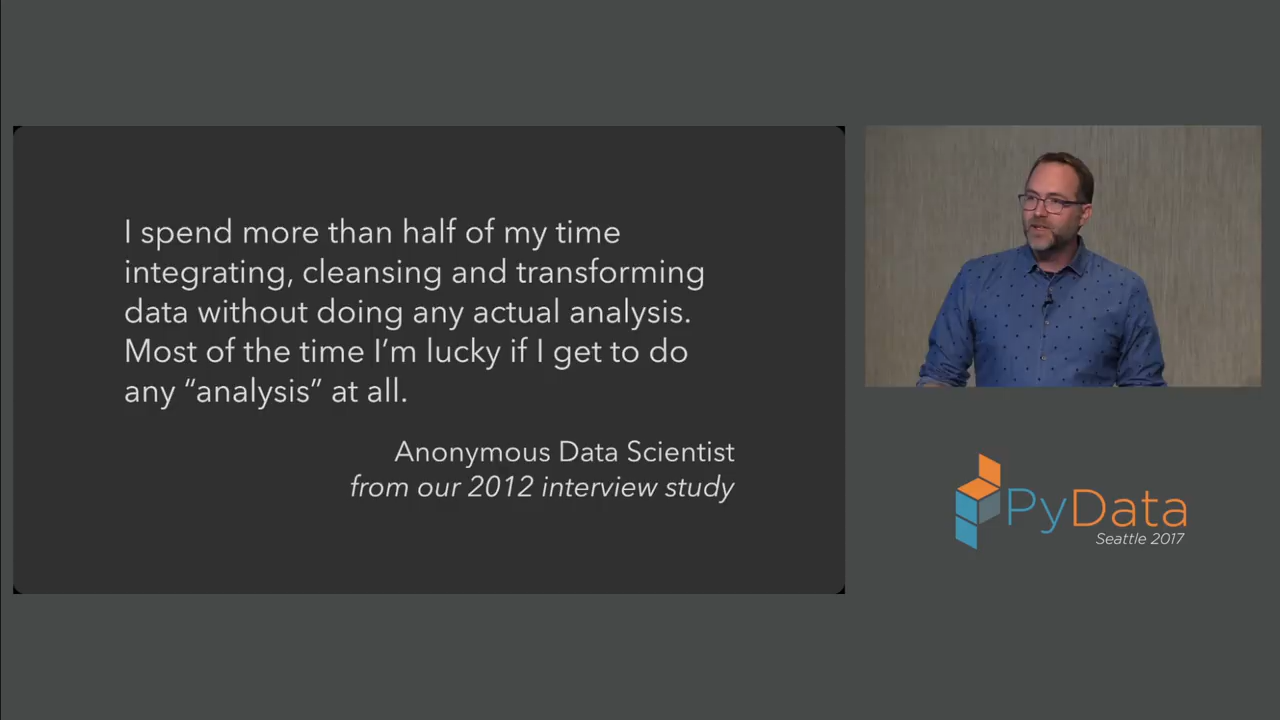 I spend more than half of my time
integrating, cleansing and transforming
data without doing any actual analysis.
Most of the time I’m lucky if I get to do
any “analysis” at all.
Anonymous Data Scientist
from our 2012 interview study
PyData
Seattle 2017